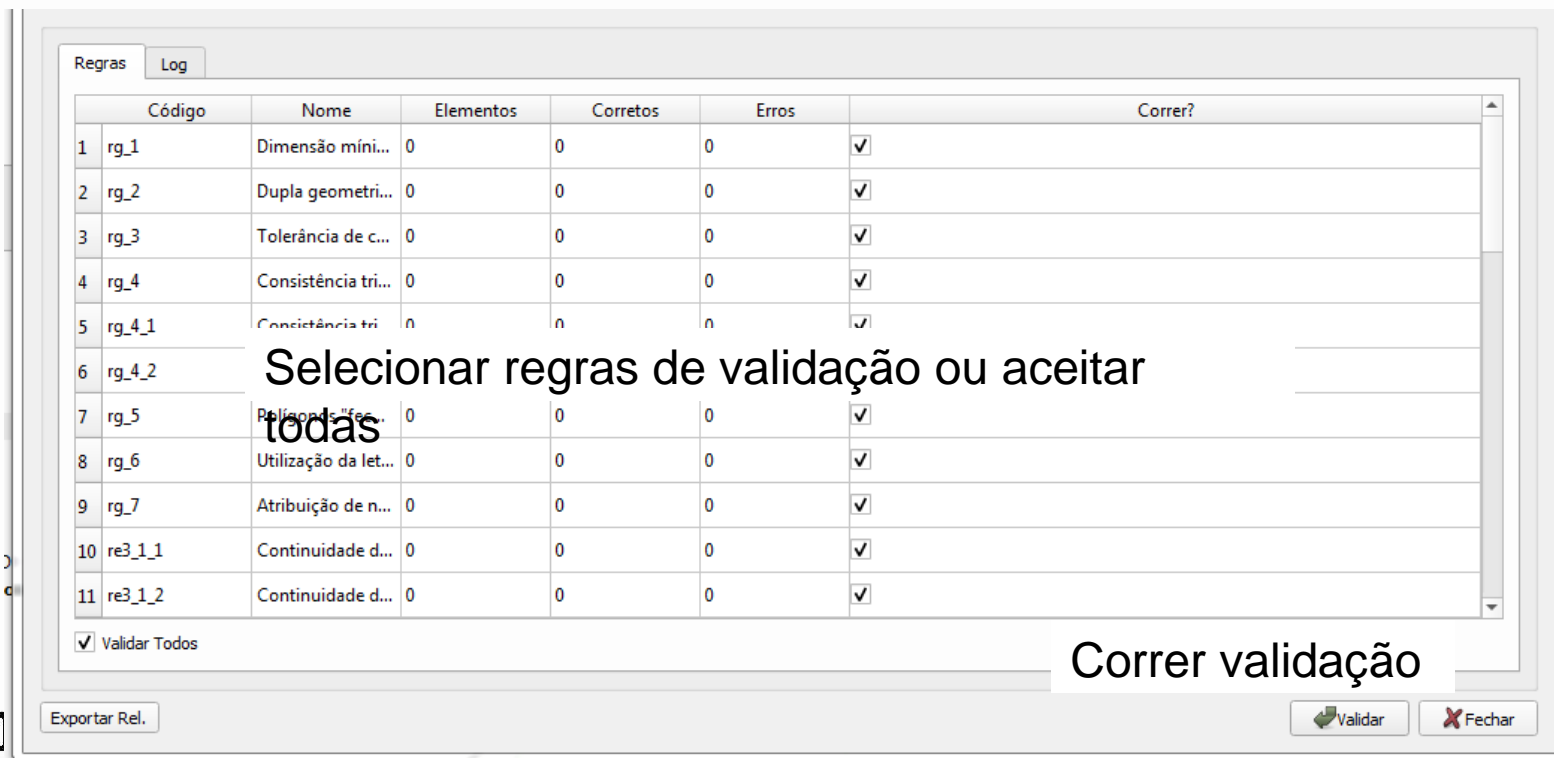 Regras Log
Código Nome Elementos Corretos Erros Correr?
1 rg_1 Dimensão míni... 0 0 0
2 rg_2 Dupla geometri... 0 0 0
3 rg_3 Tolerância de c... 0 0 0
4 rg_4 Consistência tri... 0 0 0
5 rg_4_1 Consistência tri... 0 0 0
6 rg_4_2
Selecionar regras de validação ou aceitar
todas
7 rg_5 Polígonos "fec... 0 0 0
8 rg_6 Utilização da let... 0 0 0
9 rg_7 Atribuição de n... 0 0 0
10 re3_1_1 Continuidade d... 0 0 0
11 re3_1_2 Continuidade d... 0 0 0
Validar Todos
Correr validação
Exportar Rel. Validar Fechar